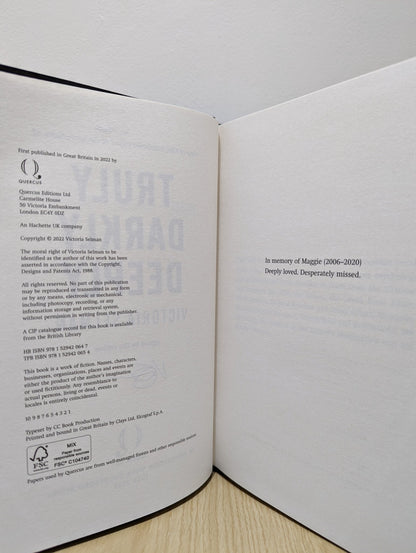 First published in Great Britain in 2022 by
QUERCUS
Quercus Editions Ltd
Carmelite House
50 Victoria Embankment
London EC4Y 0DZ
An Hachette UK company
Copyright © 2022 Victoria Selman
The moral right of Victoria Selman to be
identified as the author of this work has been
asserted in accordance with the Copyright,
Designs and Patents Act, 1988.
All rights reserved. No part of this publication
may be reproduced or transmitted in any form
or by any means, electronic or mechanical,
including photocopy, recording, or any
information storage and retrieval system,
without permission in writing from the publisher.
A CIP catalogue record for this book is available
from the British Library
HB ISBN 978 1 52942 064 7
TPB ISBN 978 1 52942 065 4
This book is a work of fiction. Names, characters,
businesses, organizations, places and events are
either the product of the author's imagination
or used fictitiously. Any resemblance to
actual persons, living or dead, events or
locales is entirely coincidental.
10 9 8 7 6 5 4 3 2 1
Typeset by CC Book Production
Printed and bound in Great Britain by Clays Ltd, Elcograf S.p.A.
FSC
www.fsc.org
MIX
Paper from
responsible sources
FSC® C104740
Papers used by Quercus are from well-managed forests and other responsible sources.
TRULY
DARKLY
DEEPLY
VICTORIA
In memory of Maggie (2006–2020)
Deeply loved. Desperately missed.